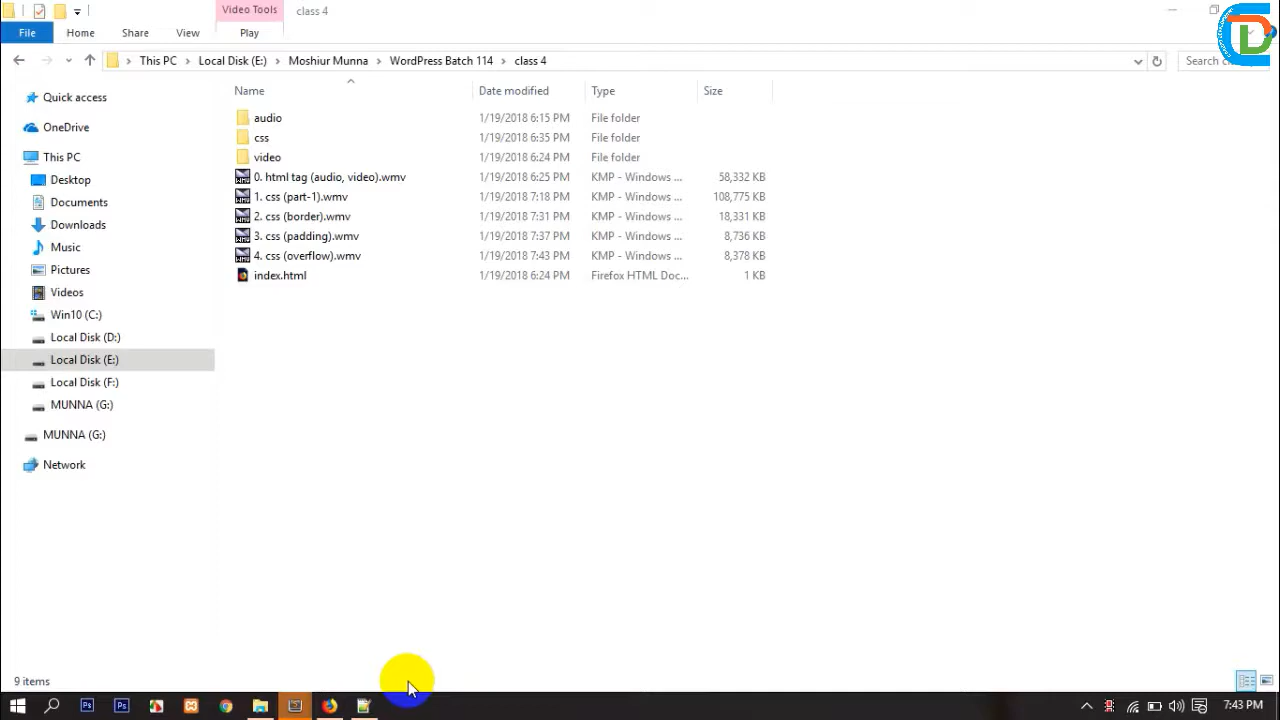 Video Tools
class 4
File
Home
Share
View
Play
This PC
Local Disk (E:)
Moshiur Munna
WordPress Batch 114
class 4
Name
Date modified
Type
Size
Quick access
OneDrive
This PC
Desktop
Documents
Downloads
Music
Pictures
Videos
Win10 (C:)
Local Disk (D:)
Local Disk (E:)
Local Disk (F:)
MUNNA (G:)
MUNNA (G:)
Network
audio 1/19/2018 6:15 PM File folder
css 1/19/2018 6:35 PM File folder
video 1/19/2018 6:24 PM File folder
0. html tag (audio, video).wmv 1/19/2018 6:25 PM KMP - Windows ... 58,332 KB
1. css (part-1).wmv 1/19/2018 7:18 PM KMP - Windows ... 108,775 KB
2. css (border).wmv 1/19/2018 7:31 PM KMP - Windows ... 18,331 KB
3. css (padding).wmv 1/19/2018 7:37 PM KMP - Windows ... 8,736 KB
4. css (overflow).wmv 1/19/2018 7:43 PM KMP - Windows ... 8,378 KB
index.html 1/19/2018 6:24 PM Firefox HTML Doc... 1 KB
9 items
Ps
Ps
7:43 PM